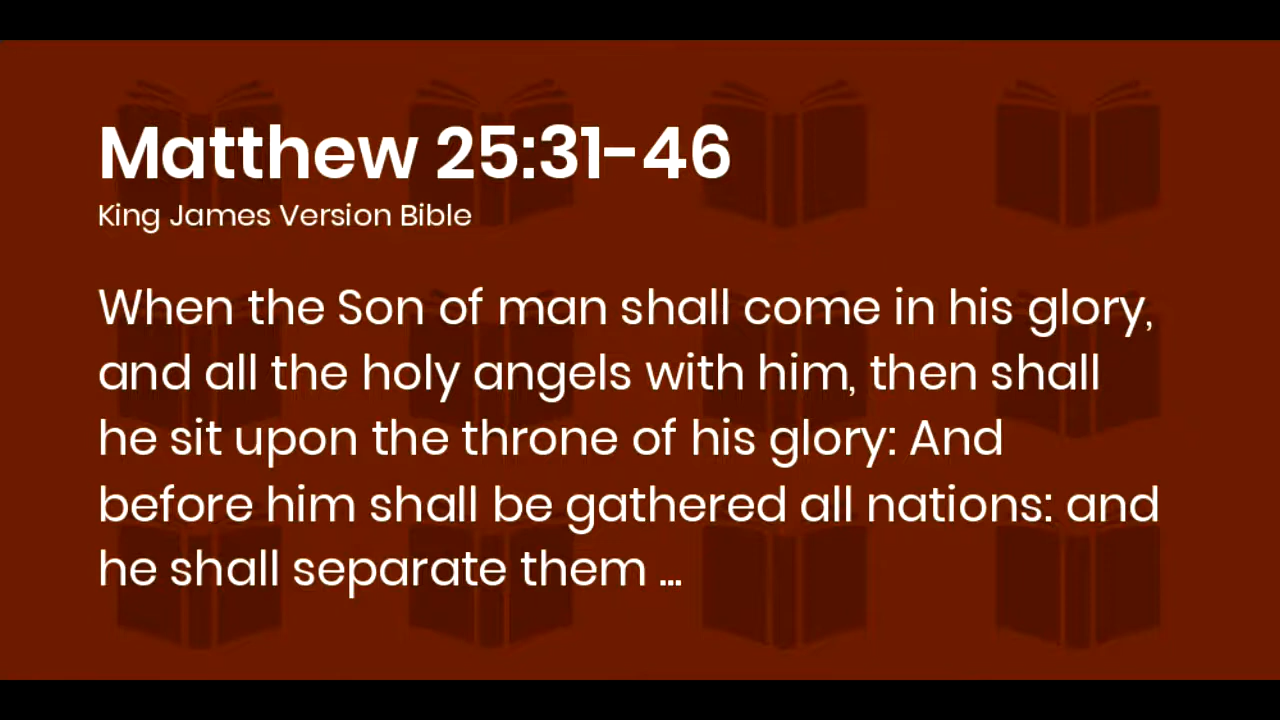 Matthew 25:31-46
King James Version Bible
When the Son of man shall come in his glory,
and all the holy angels with him, then shall
he sit upon the throne of his glory: And
before him shall be gathered all nations: and
he shall separate them ...